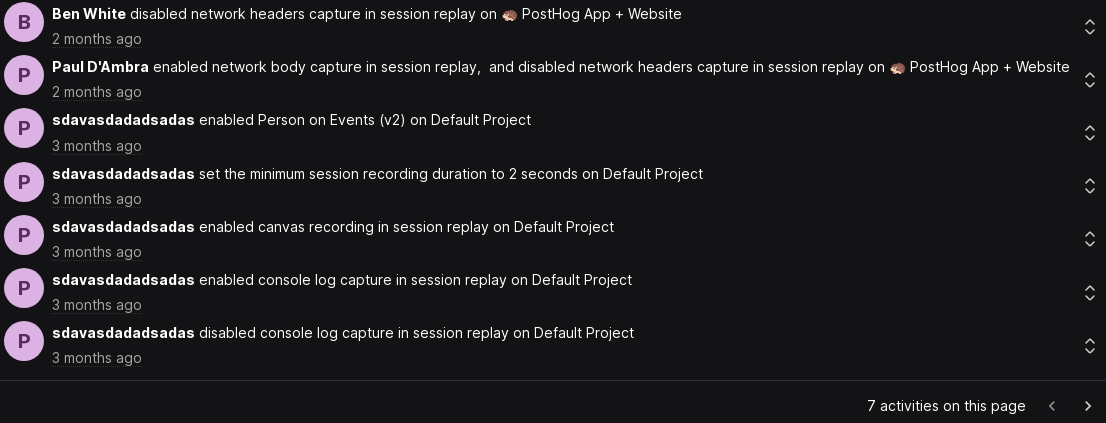 B
Ben White disabled network headers capture in session replay on 🦔 PostHog App + Website
2 months ago
P
Paul D'Ambra enabled network body capture in session replay,  and disabled network headers capture in session replay on 🦔 PostHog App + Website
2 months ago
P
sdavasdadadsadas enabled Person on Events (v2) on Default Project
3 months ago
P
sdavasdadadsadas set the minimum session recording duration to 2 seconds on Default Project
3 months ago
P
sdavasdadadsadas enabled canvas recording in session replay on Default Project
3 months ago
P
sdavasdadadsadas enabled console log capture in session replay on Default Project
3 months ago
P
sdavasdadadsadas disabled console log capture in session replay on Default Project
3 months ago
7 activities on this page